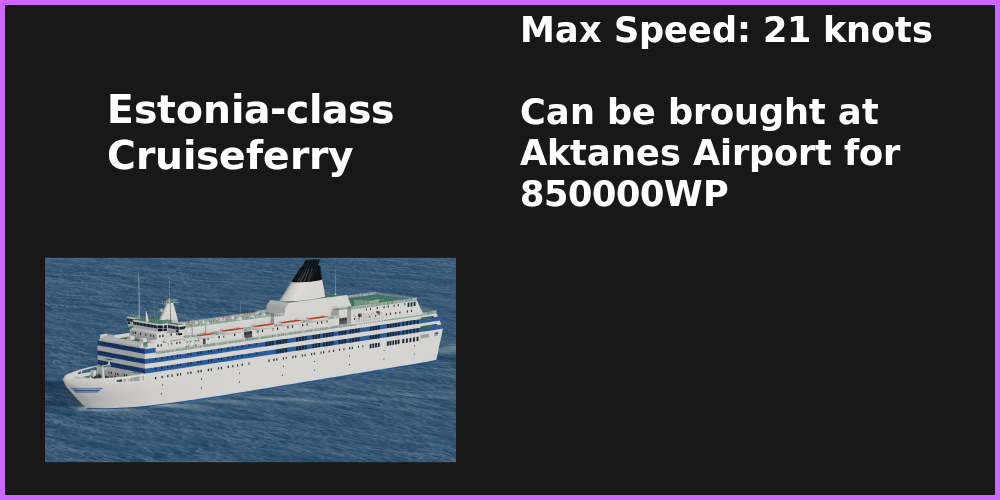 Estonia-class
Cruiseferry
Max Speed: 21 knots
Can be brought at
Aktanes Airport for
850000WP